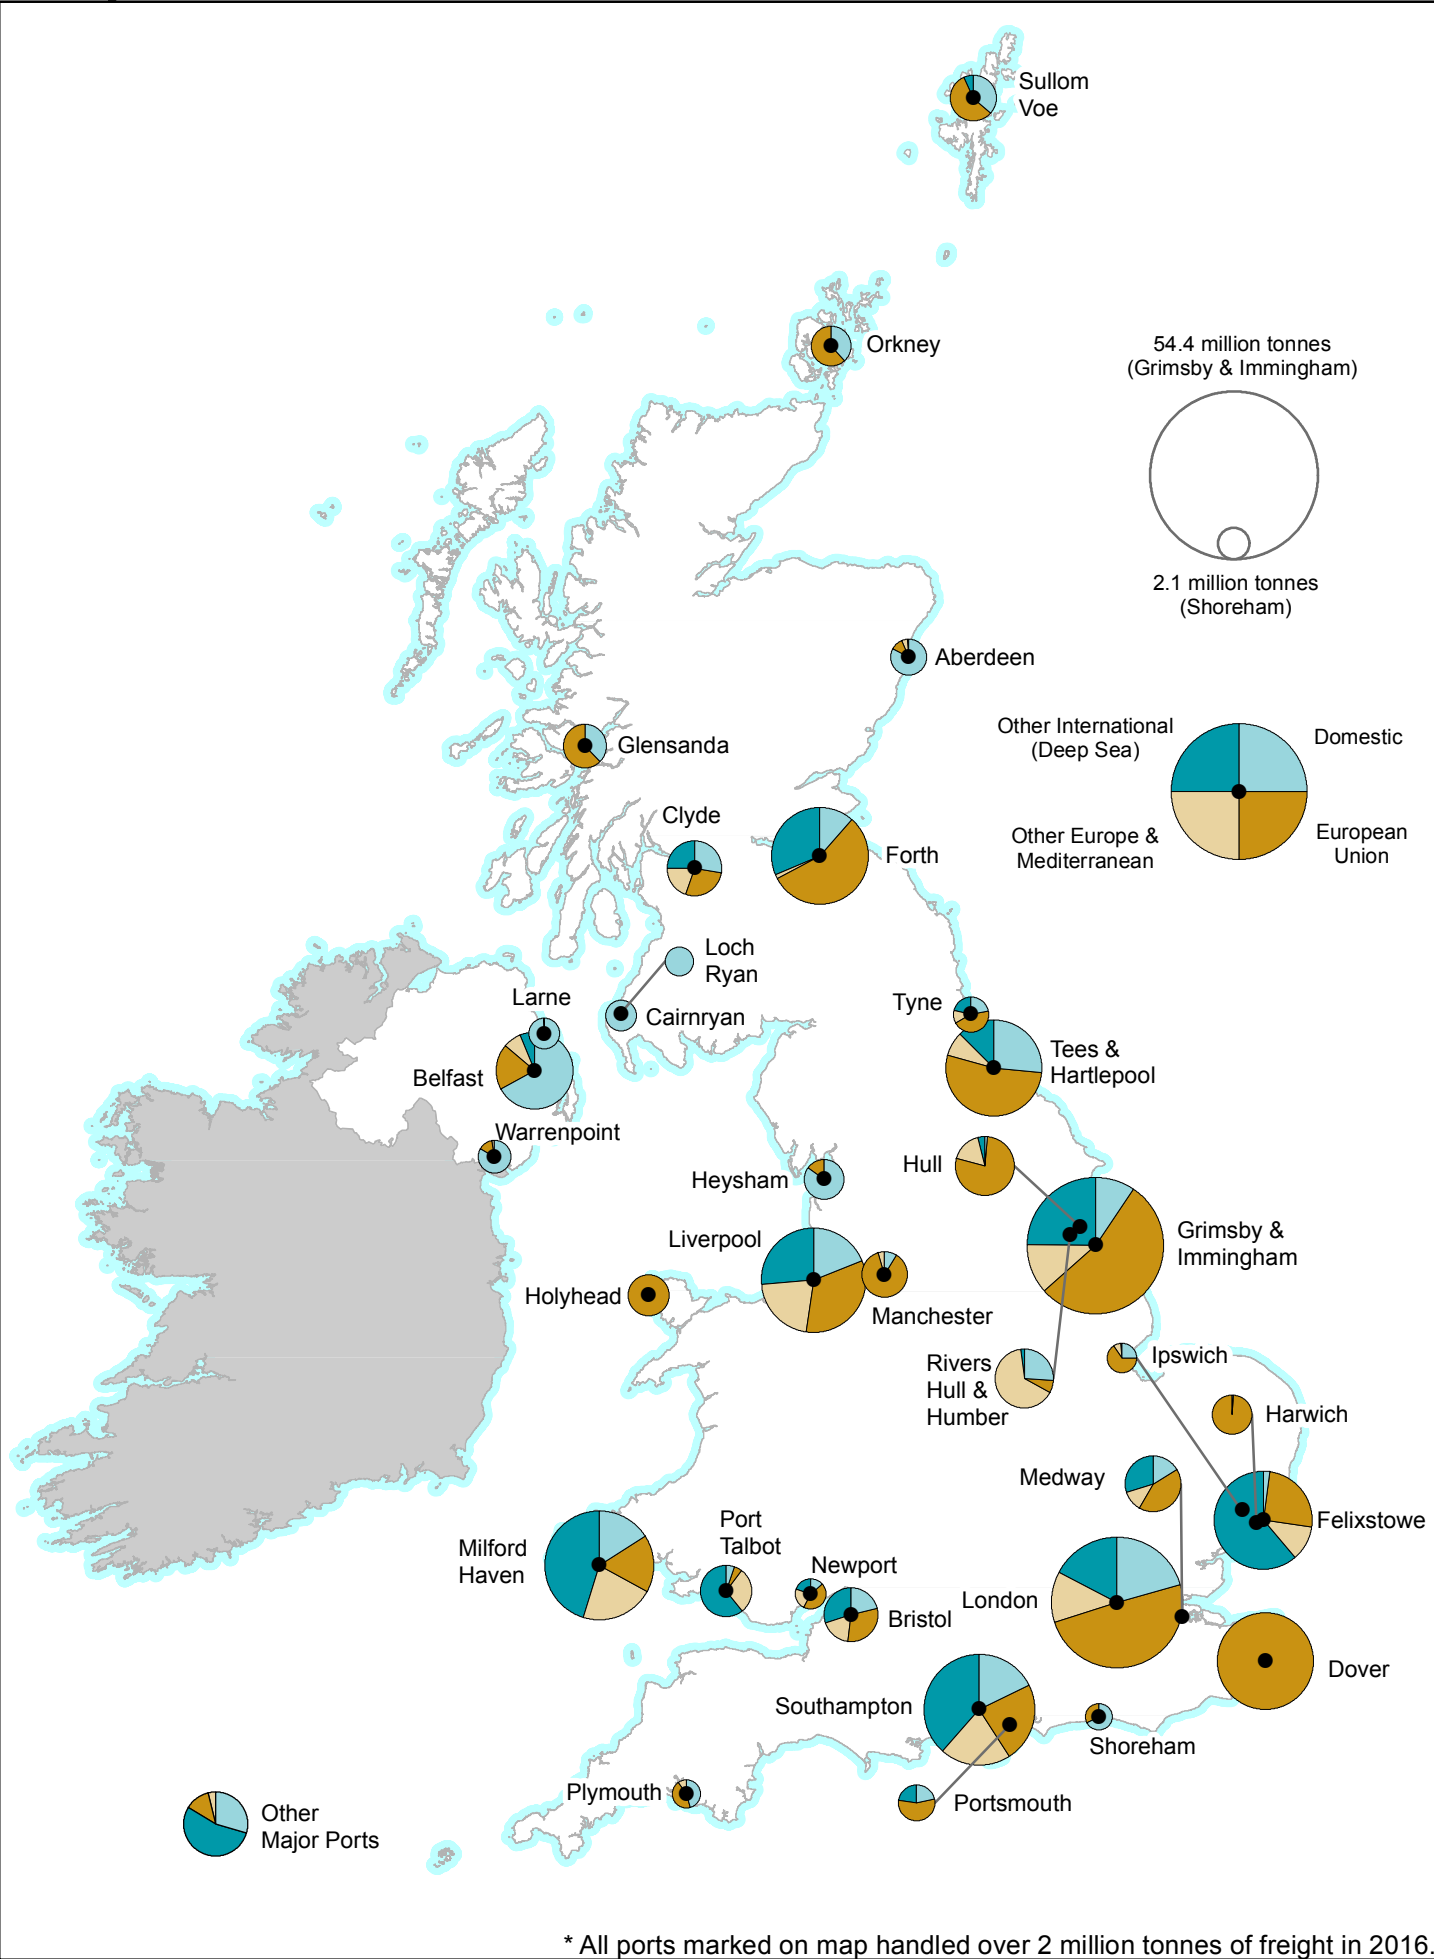 Sullom
Voe
Orkney
54.4 million tonnes
(Grimsby & Immingham)
2.1 million tonnes
(Shoreham)
Aberdeen
Other International
(Deep Sea)
Domestic
Other Europe &
Mediterranean
European
Union
Glensanda
Clyde
Forth
Loch
Ryan
Larne
Cairnryan
Tyne
Belfast
Tees &
Hartlepool
Warrenpoint
Hull
Heysham
Liverpool
Grimsby &
Immingham
Holyhead
Manchester
Rivers
Hull &
Humber
Ipswich
Harwich
Medway
Felixstowe
Milford
Haven
Port
Talbot
Newport
Bristol
London
Dover
Southampton
Shoreham
Plymouth
Portsmouth
Other
Major Ports
* All ports marked on map handled over 2 million tonnes of freight in 2016.